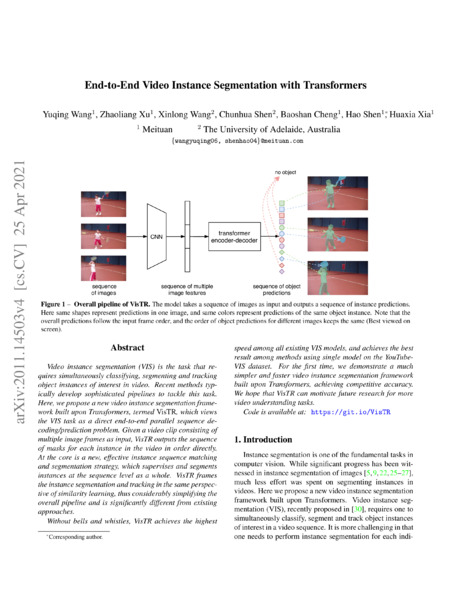 End-to-End Video Instance Segmentation with Transformers
Yuqing Wang1, Zhaoliang Xu1, Xinlong Wang2, Chunhua Shen2, Baoshan Cheng1, Hao Shen1*, Huaxia Xia1
1 Meituan 2 The University of Adelaide, Australia
{wangyuqing06, shenhao04}@meituan.com
arXiv:2011.14503v4 [cs.CV] 25 Apr 2021
no object
CNN
transformer
encoder-decoder
sequence
of images
sequence of multiple
image features
sequence of object
predictions
Figure 1 – Overall pipeline of VisTR. The model takes a sequence of images as input and outputs a sequence of instance predictions.
Here same shapes represent predictions in one image, and same colors represent predictions of the same object instance. Note that the
overall predictions follow the input frame order, and the order of object predictions for different images keeps the same (Best viewed on
screen).
Abstract
Video instance segmentation (VIS) is the task that re-
quires simultaneously classifying, segmenting and tracking
object instances of interest in video. Recent methods typ-
ically develop sophisticated pipelines to tackle this task.
Here, we propose a new video instance segmentation frame-
work built upon Transformers, termed VisTR, which views
the VIS task as a direct end-to-end parallel sequence de-
coding/prediction problem. Given a video clip consisting of
multiple image frames as input, VisTR outputs the sequence
of masks for each instance in the video in order directly.
At the core is a new, effective instance sequence matching
and segmentation strategy, which supervises and segments
instances at the sequence level as a whole. VisTR frames
the instance segmentation and tracking in the same perspec-
tive of similarity learning, thus considerably simplifying the
overall pipeline and is significantly different from existing
approaches.
Without bells and whistles, VisTR achieves the highest
*Corresponding author.
speed among all existing VIS models, and achieves the best
result among methods using single model on the YouTube-
VIS dataset. For the first time, we demonstrate a much
simpler and faster video instance segmentation framework
built upon Transformers, achieving competitive accuracy.
We hope that VisTR can motivate future research for more
video understanding tasks.
Code is available at: https://git.io/VisTR
1. Introduction
Instance segmentation is one of the fundamental tasks in
computer vision. While significant progress has been wit-
nessed in instance segmentation of images [5, 9, 22, 25–27],
much less effort was spent on segmenting instances in
videos. Here we propose a new video instance segmentation
framework built upon Transformers. Video instance seg-
mentation (VIS), recently proposed in [30], requires one to
simultaneously classify, segment and track object instances
of interest in a video sequence. It is more challenging in that
one needs to perform instance segmentation for each indi-